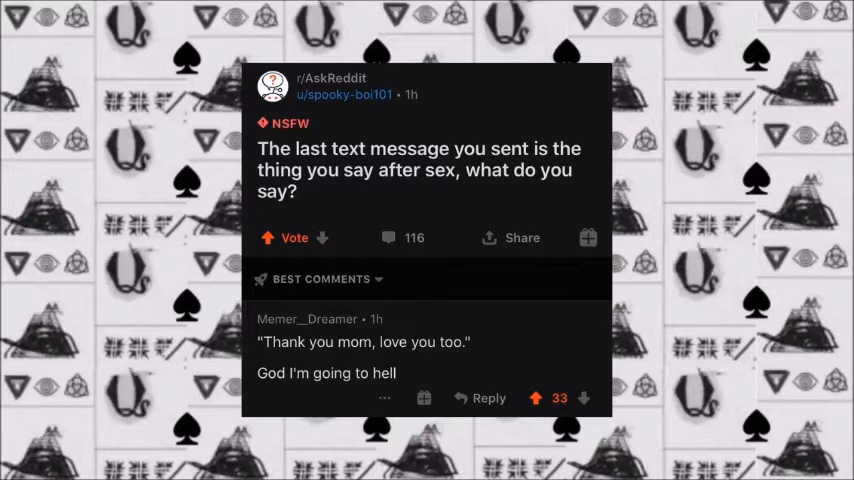 r/AskReddit
u/spooky-boi101 • 1h
NSFW
The last text message you sent is the
thing you say after sex, what do you
say?
Vote 116 Share
BEST COMMENTS
Memer__Dreamer • 1h
"Thank you mom, love you too."
God I'm going to hell
... Reply 33